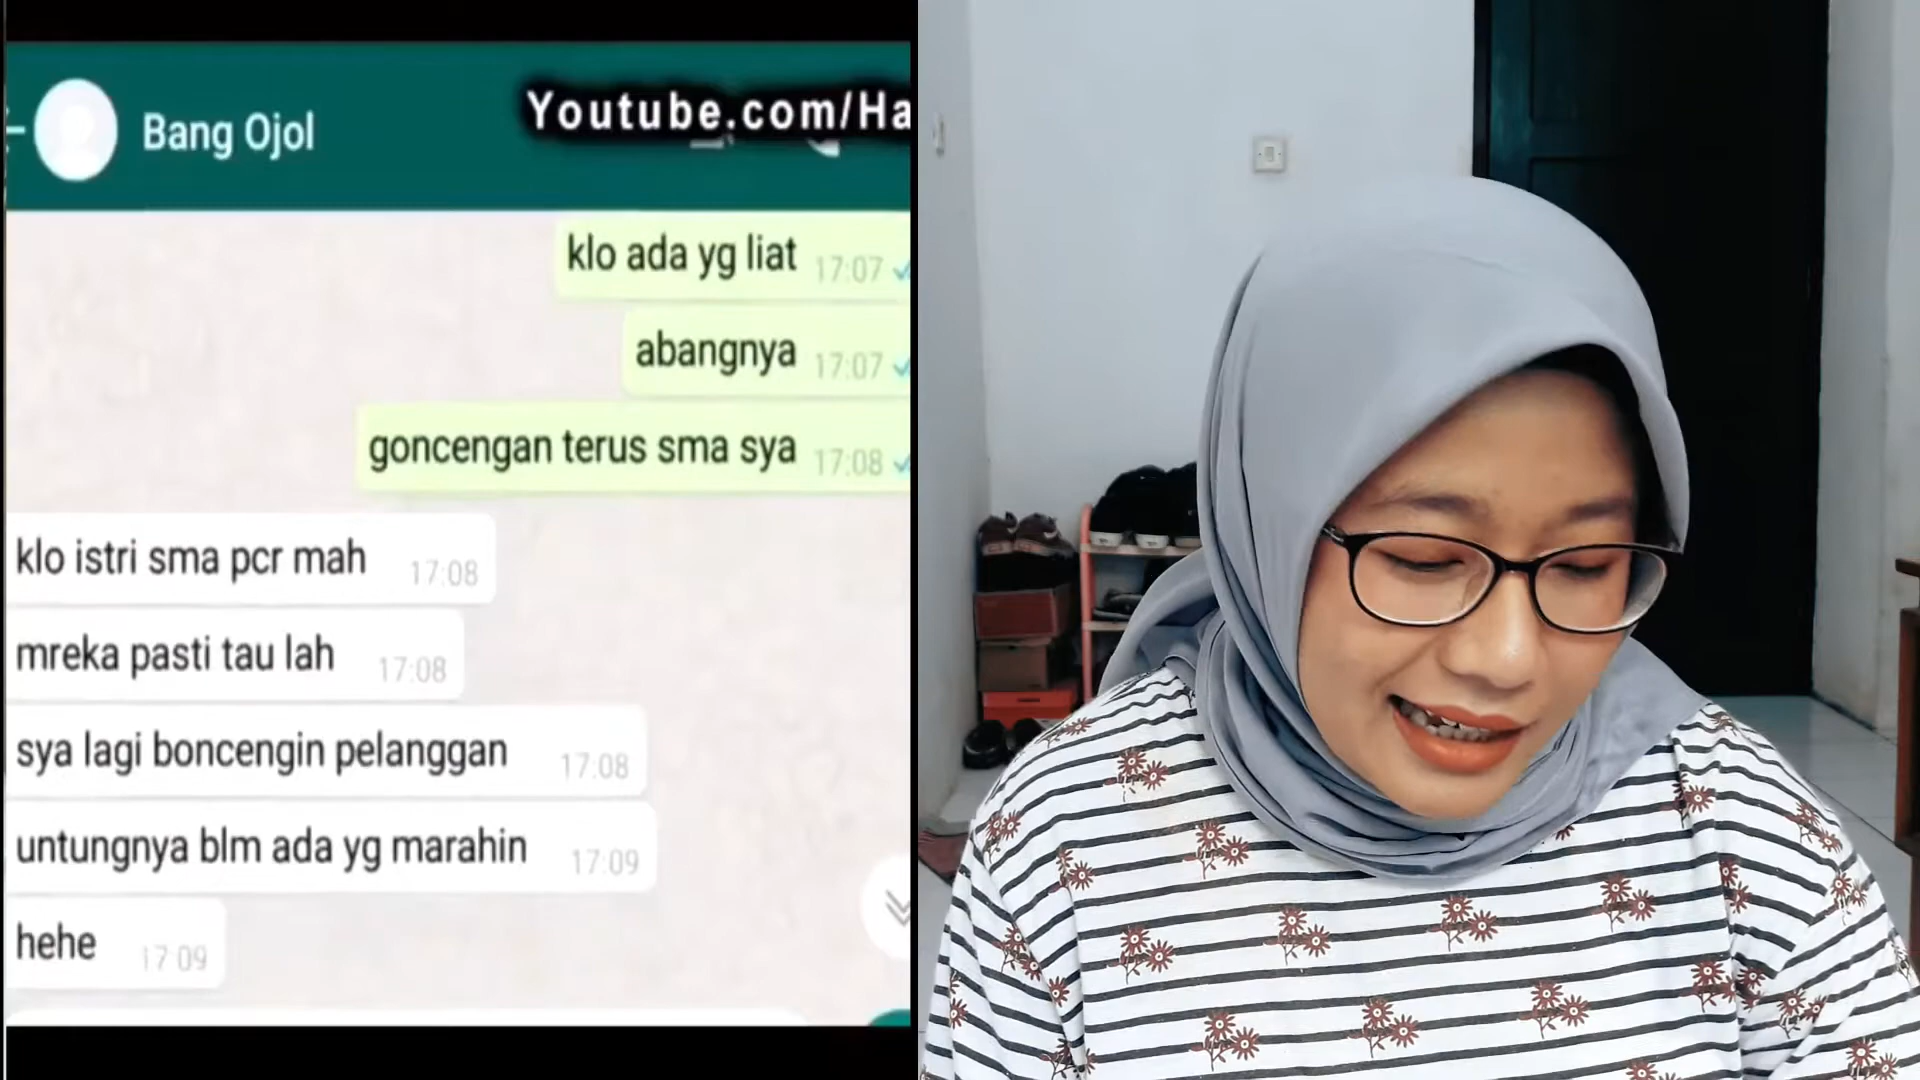 Bang Ojol
Youtube.com/Ha
klo ada yg liat 17:07
abangnya 17:07
goncengan terus sma sya 17:08
klo istri sma pcr mah 17:08
mreka pasti tau lah 17:08
sya lagi boncengin pelanggan 17:08
untungnya blm ada yg marahin 17:09
hehe 17 09